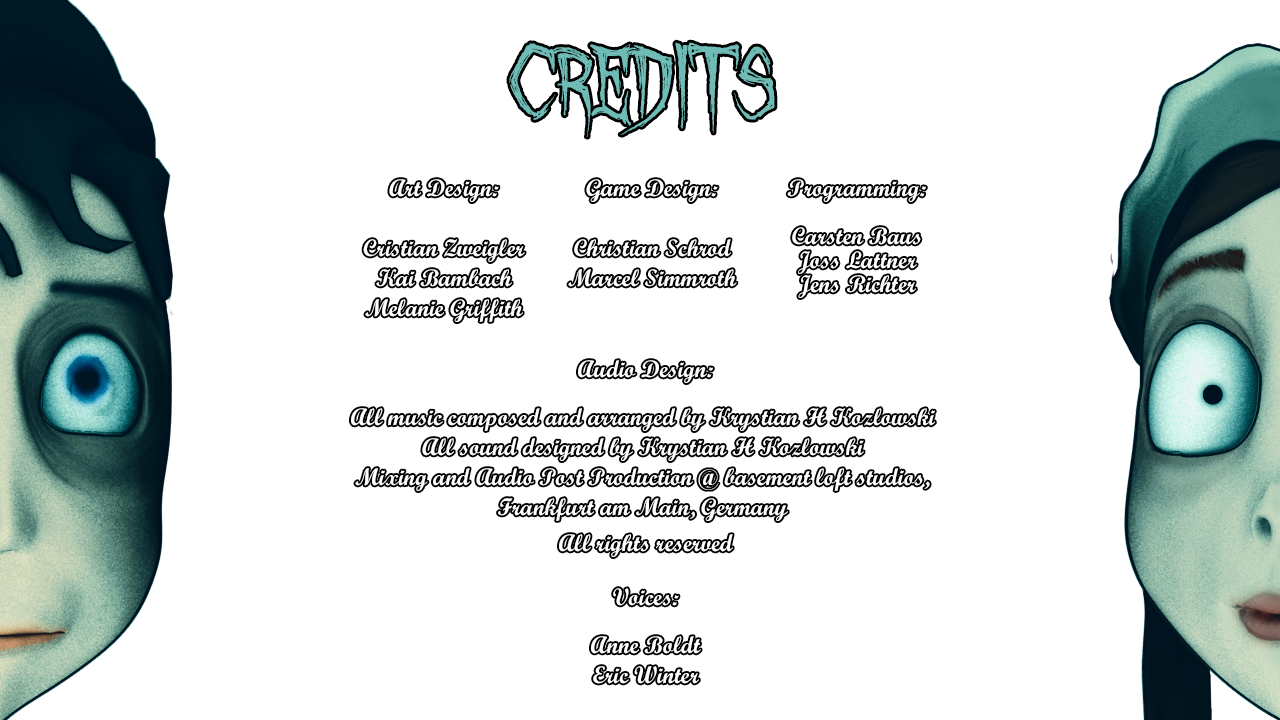 CREDITS
Art Design:
Cristian Zweigler
Kai Bambach
Melanie Griffith
Game Design:
Christian Schrod
Marcel Simmroth
Programming:
Carsten Baus
Joss Lattner
Jens Richter
Audio Design:
All music composed and arranged by Krystian H Kozlowski
All sound designed by Krystian H Kozlowski
Mixing and Audio Post Production @ basement loft studios,
Frankfurt am Main, Germany
All rights reserved
Voices:
Anne Boldt
Eric Winter